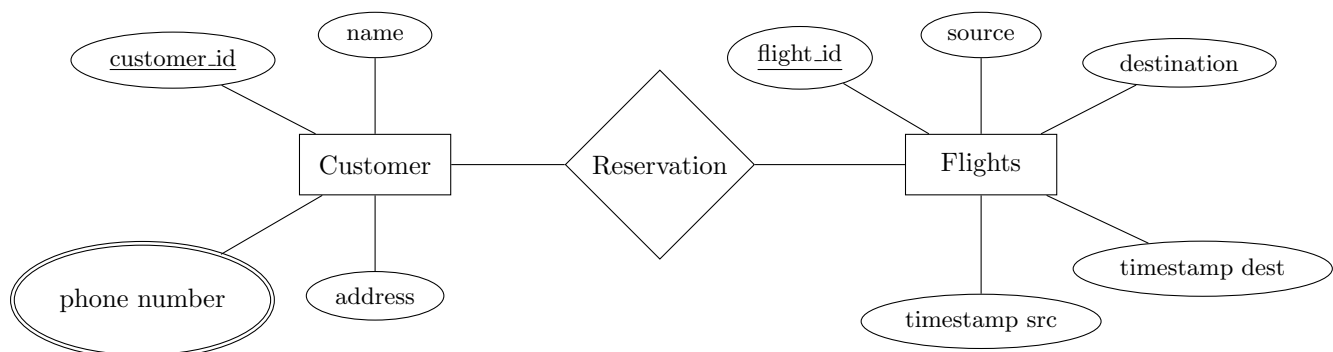 name
source
customer_id
flight_id
destination
Customer
Reservation
Flights
phone number
address
timestamp dest
timestamp src